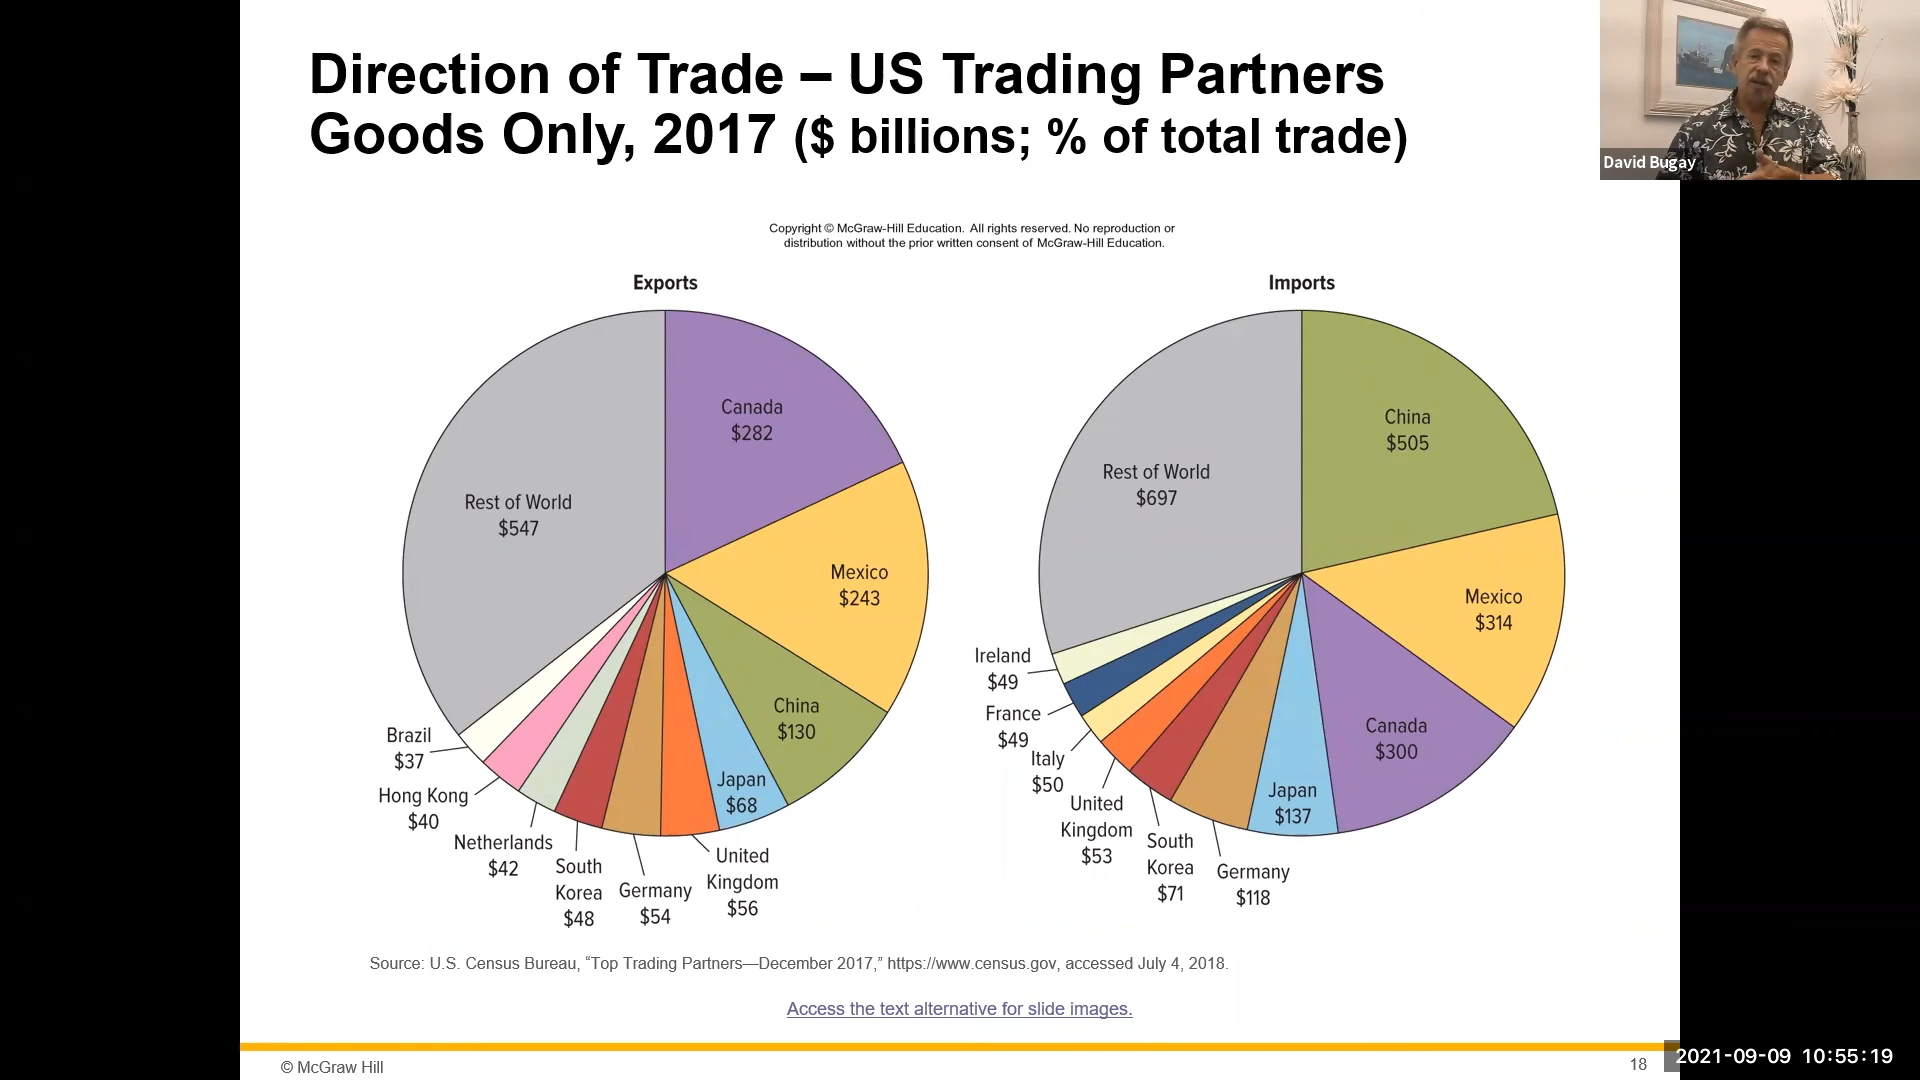 Direction of Trade – US Trading Partners
Goods Only, 2017 ($ billions; % of total trade)
David Bugay
Copyright © McGraw-Hill Education. All rights reserved. No reproduction or
distribution without the prior written consent of McGraw-Hill Education.
Exports
Canada
$282
Mexico
$243
China
$130
Japan
$68
United
Kingdom
$56
Germany
$54
South
Korea
$48
Netherlands
$42
Hong Kong
$40
Brazil
$37
Rest of World
$547
Imports
China
$505
Mexico
$314
Canada
$300
Japan
$137
Germany
$118
South
Korea
$71
United
Kingdom
$53
Italy
$50
France
$49
Ireland
$49
Rest of World
$697
Source: U.S. Census Bureau, “Top Trading Partners—December 2017,” https://www.census.gov, accessed July 4, 2018.
Access the text alternative for slide images.
© McGraw Hill
18
2021-09-09 10:55:19